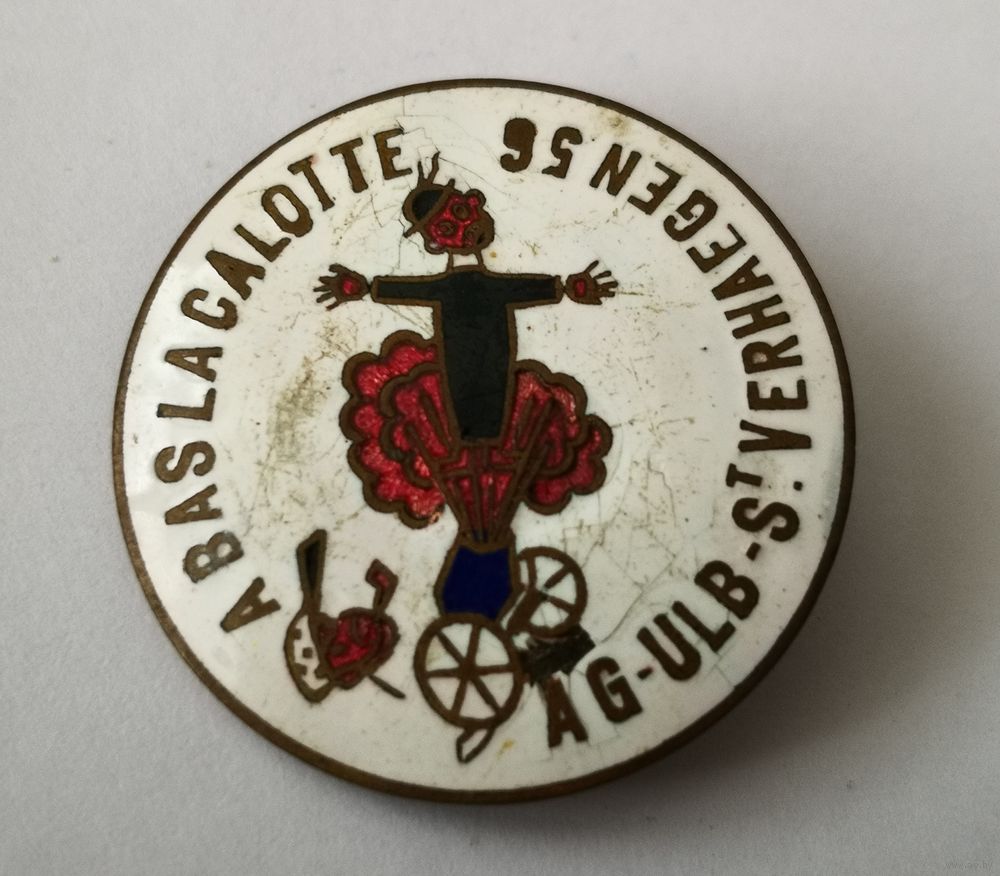 A BAS LA CALOTTE
AG-ULB-ST. VERHAEGEN 56